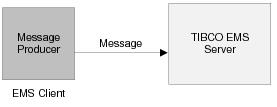 Message
Producer
Message
TIBCO EMS
Server
EMS Client